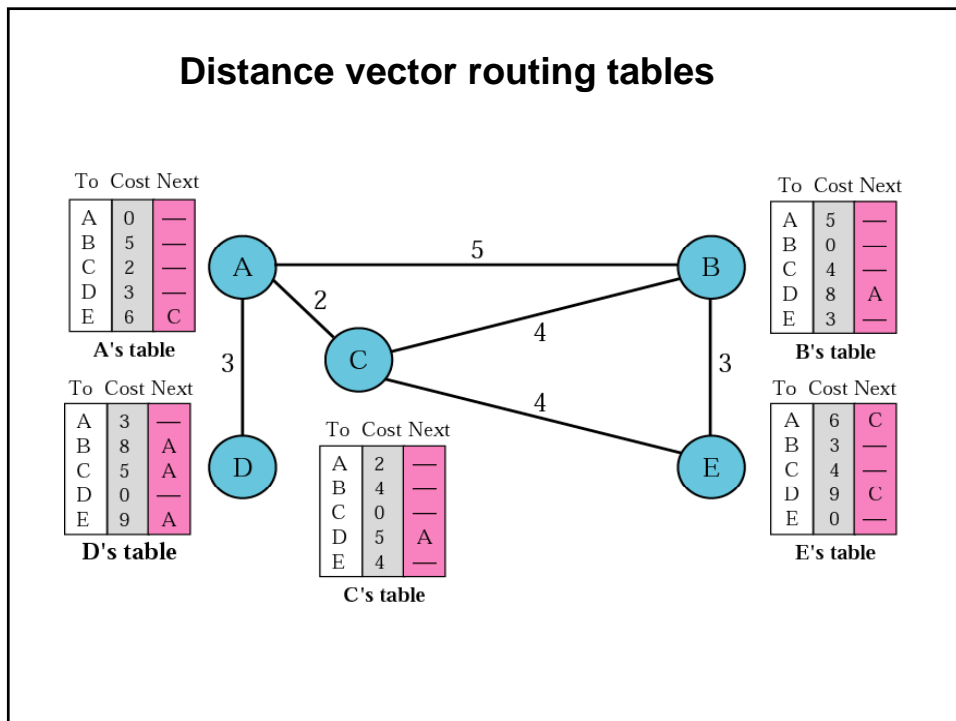 Distance vector routing tables
To Cost Next
A 0 —
B 5 —
C 2 —
D 3 —
E 6 C
A's table
To Cost Next
A 5 —
B 0 —
C 4 —
D 8 A
E 3 —
B's table
A
5
B
2
C
4
3
4
3
D
E
To Cost Next
A 3 —
B 8 A
C 5 A
D 0 —
E 9 A
D's table
To Cost Next
A 2 —
B 4 —
C 0 —
D 5 A
E 4 —
C's table
To Cost Next
A 6 C
B 3 —
C 4 —
D 9 C
E 0 —
E's table